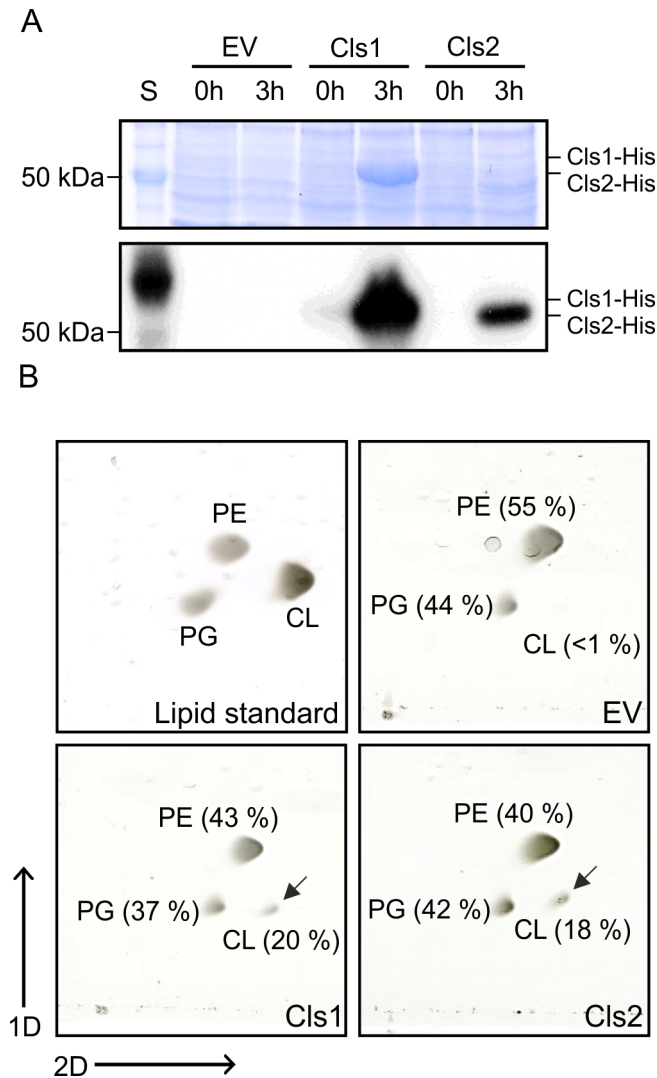 A
EV Cls1 Cls2
S 0h 3h 0h 3h 0h 3h
50 kDa
Cls1-His
Cls2-His
50 kDa
Cls1-His
Cls2-His
B
PE
PG
CL
Lipid standard
PE (55 %)
PG (44 %)
CL (<1 %)
EV
PE (43 %)
PG (37 %)
CL (20 %)
Cls1
PE (40 %)
PG (42 %)
CL (18 %)
Cls2
1D
2D